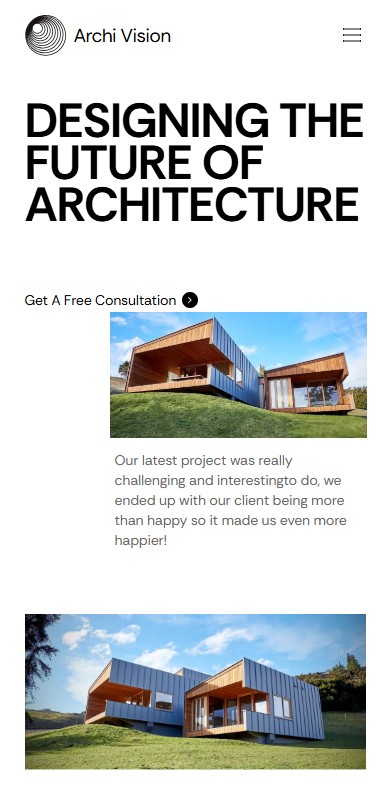 Archi Vision
DESIGNING THE
FUTURE OF
ARCHITECTURE
Get A Free Consultation
Our latest project was really
challenging and interestingto do, we
ended up with our client being more
than happy so it made us even more
happier!